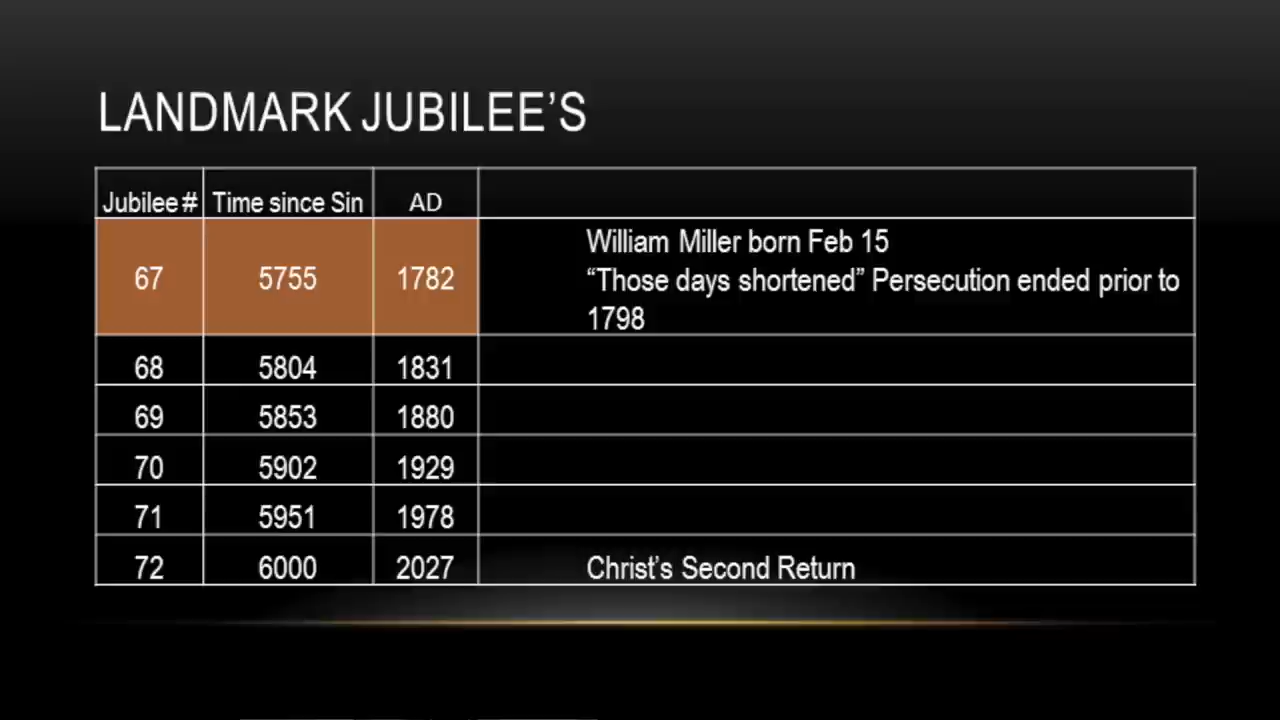 LANDMARK JUBILEE’S
Jubilee # Time since Sin AD
67 5755 1782 William Miller born Feb 15
“Those days shortened” Persecution ended prior to
1798
68 5804 1831
69 5853 1880
70 5902 1929
71 5951 1978
72 6000 2027 Christ’s Second Return